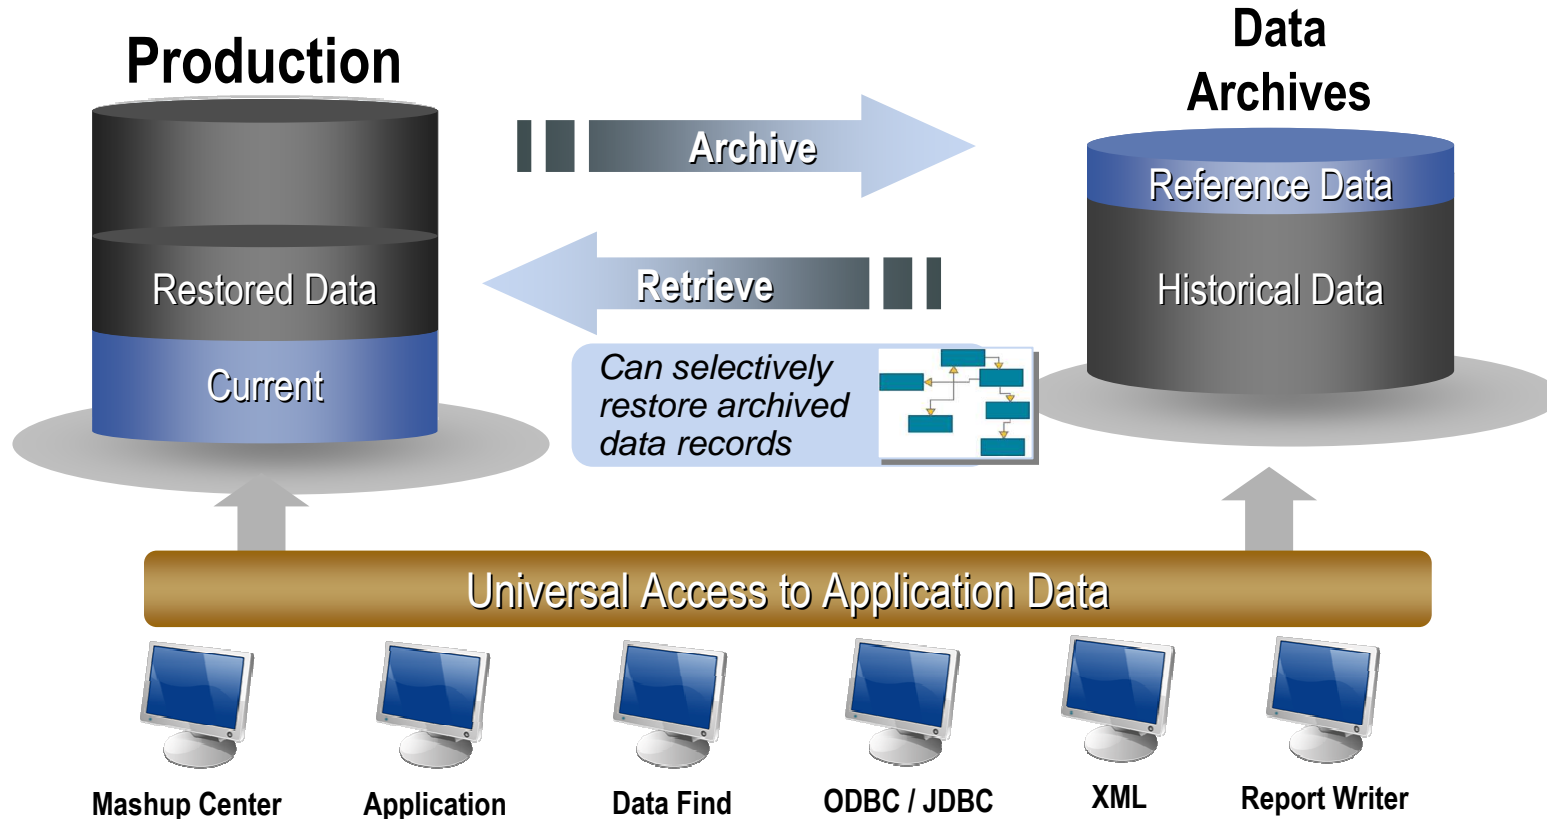 Production
Data
Archives
Archive
Reference Data
Retrieve
Restored Data
Historical Data
Current
Can selectively
restore archived
data records
Universal Access to Application Data
Mashup Center
Application
Data Find
ODBC / JDBC
XML
Report Writer